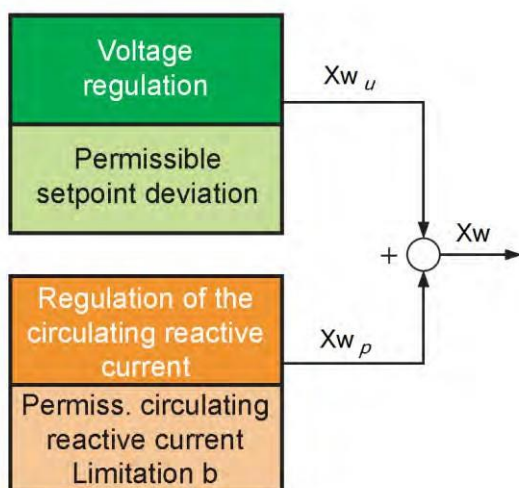 Voltage
regulation
Xw u
Permissible
setpoint deviation
+
Xw
Regulation of the
circulating reactive
current
Xw p
Permiss. circulating
reactive current
Limitation b